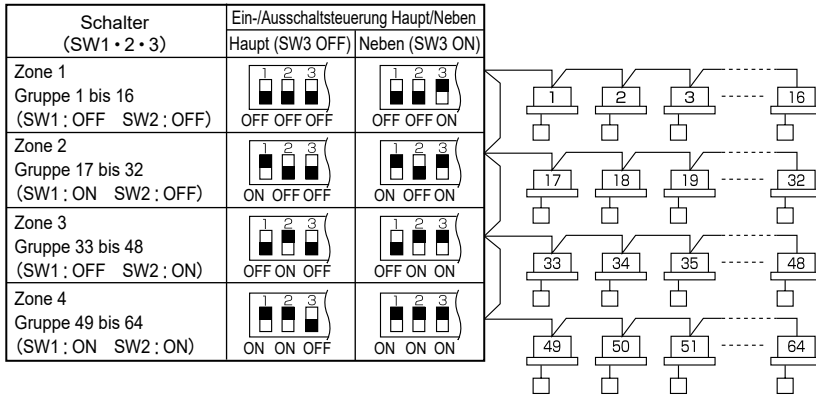 Schalter
(SW1・2・3)
Ein-/Ausschaltsteuerung Haupt/Neben
Haupt (SW3 OFF)
Neben (SW3 ON)
Zone 1
Gruppe 1 bis 16
(SW1 : OFF SW2 : OFF)
1 2 3
OFF OFF OFF
1 2 3
OFF OFF ON
1 2 3 16
Zone 2
Gruppe 17 bis 32
(SW1 : ON SW2 : OFF)
1 2 3
ON OFF OFF
1 2 3
ON OFF ON
17 18 19 32
Zone 3
Gruppe 33 bis 48
(SW1 : OFF SW2 : ON)
1 2 3
OFF ON OFF
1 2 3
OFF ON ON
33 34 35 48
Zone 4
Gruppe 49 bis 64
(SW1 : ON SW2 : ON)
1 2 3
ON ON OFF
1 2 3
ON ON ON
49 50 51 64